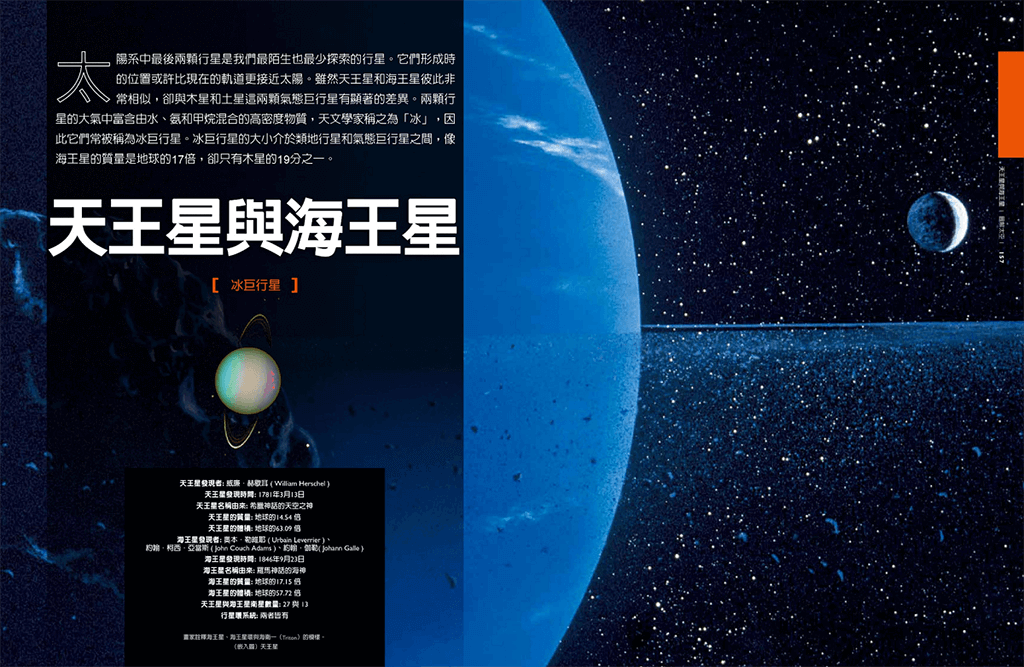 太陽系中最後兩顆行星是我們最陌生也最少探索的行星。它們形成時
的位置或許比現在的軌道更接近太陽。雖然天王星和海王星彼此非
常相似，卻與木星和土星這兩顆氣態巨行星有顯著的差異。兩顆行
星的大氣中富含由水、氨和甲烷混合的高密度物質，天文學家稱之為「冰」，因
此它們常被稱為冰巨行星。冰巨行星的大小介於類地行星和氣態巨行星之間，像
海王星的質量是地球的17倍，卻只有木星的19分之一。
天王星與海王星
[ 冰巨行星 ]
天王星發現者: 威廉．赫歇耳 ( William Herschel )
天王星發現時間: 1781年3月13日
天王星名稱由來: 希臘神話的天空之神
天王星的質量: 地球的14.54 倍
天王星的體積: 地球的63.09 倍
海王星發現者: 奧本．勒維耶 ( Urbain Leverrier )、
約翰．柯西．亞當斯 ( John Couch Adams )、約翰．伽勒( Johann Galle )
海王星發現時間: 1846年9月23日
海王星名稱由來: 羅馬神話的海神
海王星的質量: 地球的17.15 倍
海王星的體積: 地球的57.72 倍
天王星與海王星衛星數量: 27 與 13
行星環系統: 兩者皆有
畫家詮釋海王星、海王星環與海衛一（Triton）的模樣。
（嵌入圖）天王星
天王星與海王星 | 圖解太空 157